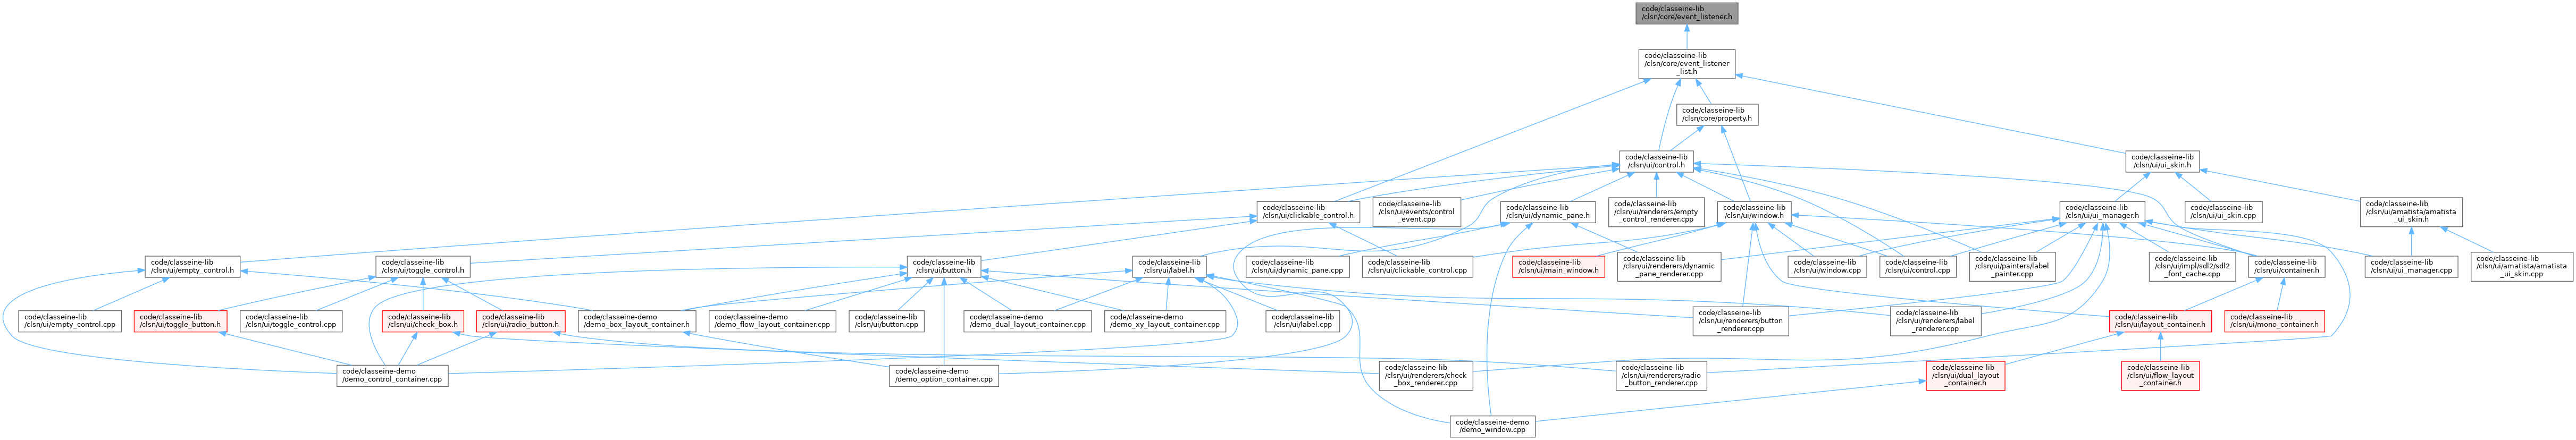 code/classeine-lib
/clsn/core/event_listener.h
code/classeine-lib
/clsn/core/event_listener
_list.h
code/classeine-lib
/clsn/core/property.h
code/classeine-lib
/clsn/ui/control.h
code/classeine-lib
/clsn/ui/ui_skin.h
code/classeine-lib
/clsn/ui/clickable_control.h
code/classeine-lib
/clsn/ui/events/control
_event.cpp
code/classeine-lib
/clsn/ui/dynamic_pane.h
code/classeine-lib
/clsn/ui/renderers/empty
_control_renderer.cpp
code/classeine-lib
/clsn/ui/window.h
code/classeine-lib
/clsn/ui/ui_manager.h
code/classeine-lib
/clsn/ui/ui_skin.cpp
code/classeine-lib
/clsn/ui/amatista/amatista
_ui_skin.h
code/classeine-lib
/clsn/ui/empty_control.h
code/classeine-lib
/clsn/ui/toggle_control.h
code/classeine-lib
/clsn/ui/button.h
code/classeine-lib
/clsn/ui/label.h
code/classeine-lib
/clsn/ui/dynamic_pane.cpp
code/classeine-lib
/clsn/ui/clickable_control.cpp
code/classeine-lib
/clsn/ui/main_window.h
code/classeine-lib
/clsn/ui/renderers/dynamic
_pane_renderer.cpp
code/classeine-lib
/clsn/ui/window.cpp
code/classeine-lib
/clsn/ui/control.cpp
code/classeine-lib
/clsn/ui/painters/label
_painter.cpp
code/classeine-lib
/clsn/ui/impl/sdl2/sdl2
_font_cache.cpp
code/classeine-lib
/clsn/ui/container.h
code/classeine-lib
/clsn/ui/ui_manager.cpp
code/classeine-lib
/clsn/ui/amatista/amatista
_ui_skin.cpp
code/classeine-lib
/clsn/ui/empty_control.cpp
code/classeine-lib
/clsn/ui/toggle_button.h
code/classeine-lib
/clsn/ui/toggle_control.cpp
code/classeine-lib
/clsn/ui/check_box.h
code/classeine-lib
/clsn/ui/radio_button.h
code/classeine-demo
/demo_box_layout_container.h
code/classeine-demo
/demo_flow_layout_container.cpp
code/classeine-lib
/clsn/ui/button.cpp
code/classeine-demo
/demo_dual_layout_container.cpp
code/classeine-demo
/demo_xy_layout_container.cpp
code/classeine-lib
/clsn/ui/label.cpp
code/classeine-lib
/clsn/ui/renderers/button
_renderer.cpp
code/classeine-lib
/clsn/ui/renderers/label
_renderer.cpp
code/classeine-lib
/clsn/ui/layout_container.h
code/classeine-lib
/clsn/ui/mono_container.h
code/classeine-demo
/demo_control_container.cpp
code/classeine-demo
/demo_option_container.cpp
code/classeine-lib
/clsn/ui/renderers/check
_box_renderer.cpp
code/classeine-lib
/clsn/ui/renderers/radio
_button_renderer.cpp
code/classeine-lib
/clsn/ui/dual_layout
_container.h
code/classeine-lib
/clsn/ui/flow_layout
_container.h
code/classeine-demo
/demo_window.cpp